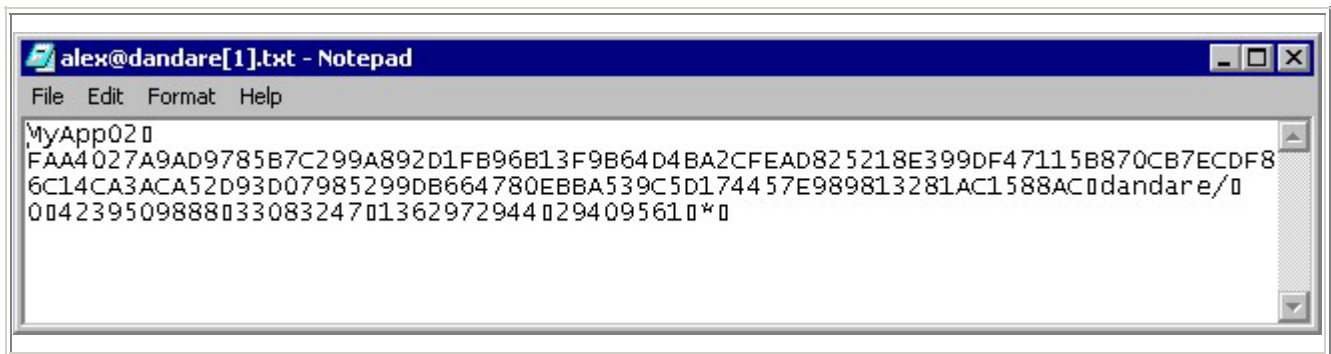 alex@dandare[1].txt - Notepad
File Edit Format Help
MyApp02▯
FAA4027A9AD9785B7C299A892D1FB96B13F9B64D4BA2CFEAD825218E399DF47115B870CB7ECDF8
6C14CA3ACA52D93D07985299DB664780EBBA539C5D174457E989813281AC1588AC▯dandare/▯
0▯4239509888▯33083247▯1362972944▯29409561▯*▯